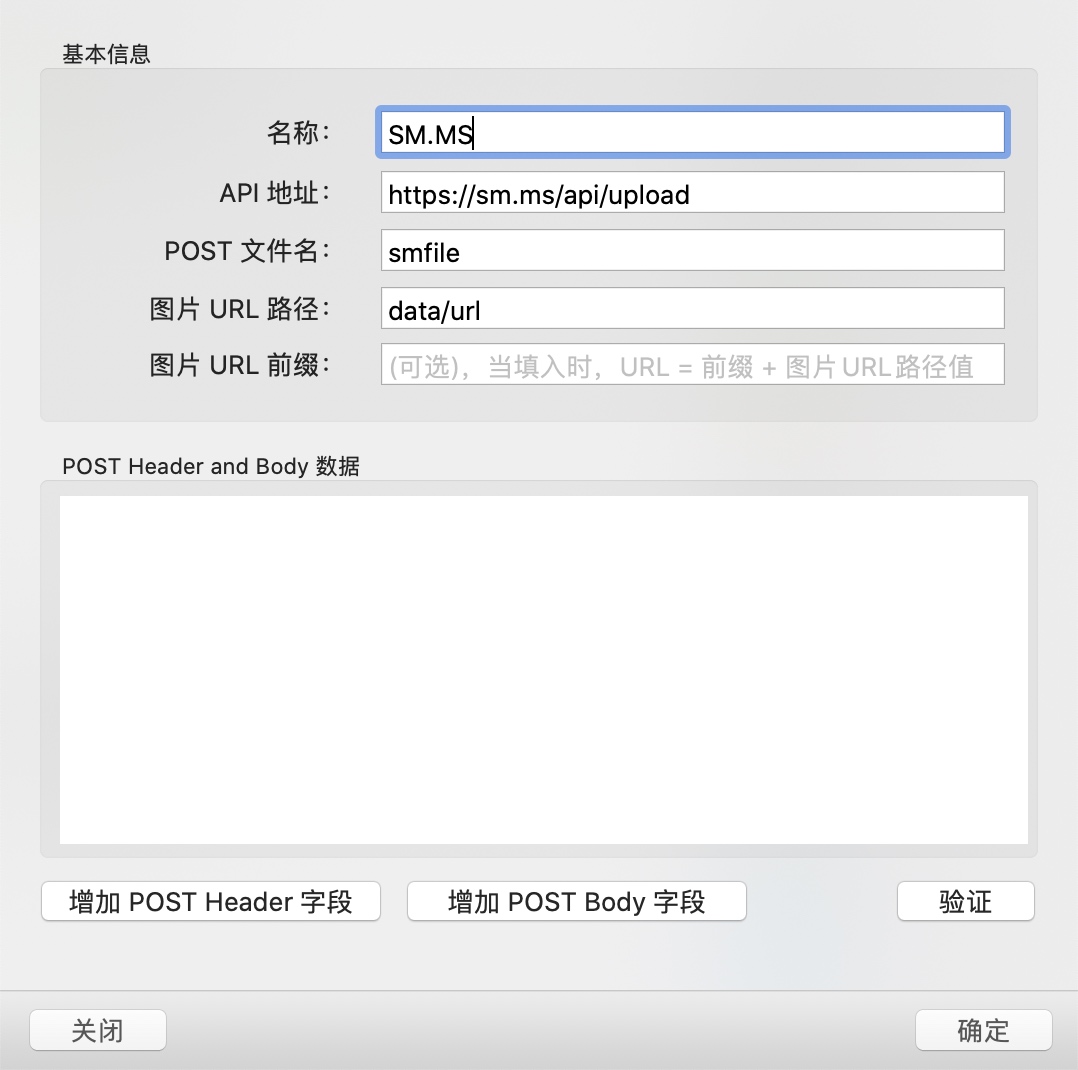 基本信息
名称： SM.MS
API 地址： https://sm.ms/api/upload
POST 文件名： smfile
图片 URL 路径： data/url
图片 URL 前缀： (可选)，当填入时，URL = 前缀 + 图片URL路径值
POST Header and Body 数据
增加 POST Header 字段 增加 POST Body 字段 验证
关闭 确定